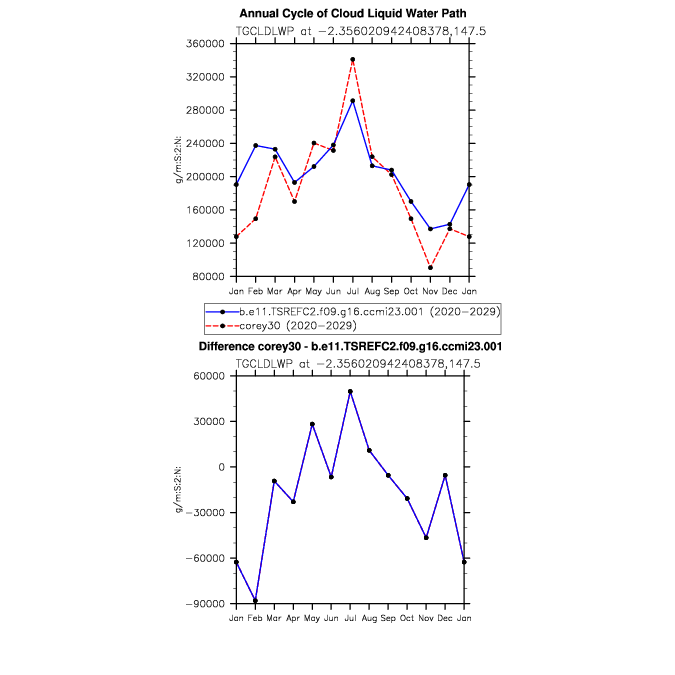 Annual Cycle of Cloud Liquid Water Path
TGCLDLWP at −2.356020942408378,147.5
360000
320000
280000
240000
200000
160000
120000
80000
g/m:S:2:N:
Jan Feb Mar Apr May Jun Jul Aug Sep Oct Nov Dec Jan
b.e11.TSREFC2.f09.g16.ccmi23.001 (2020−2029)
corey30 (2020−2029)
Difference corey30 - b.e11.TSREFC2.f09.g16.ccmi23.001
TGCLDLWP at −2.356020942408378,147.5
60000
30000
0
−30000
−60000
−90000
g/m:S:2:N:
Jan Feb Mar Apr May Jun Jul Aug Sep Oct Nov Dec Jan